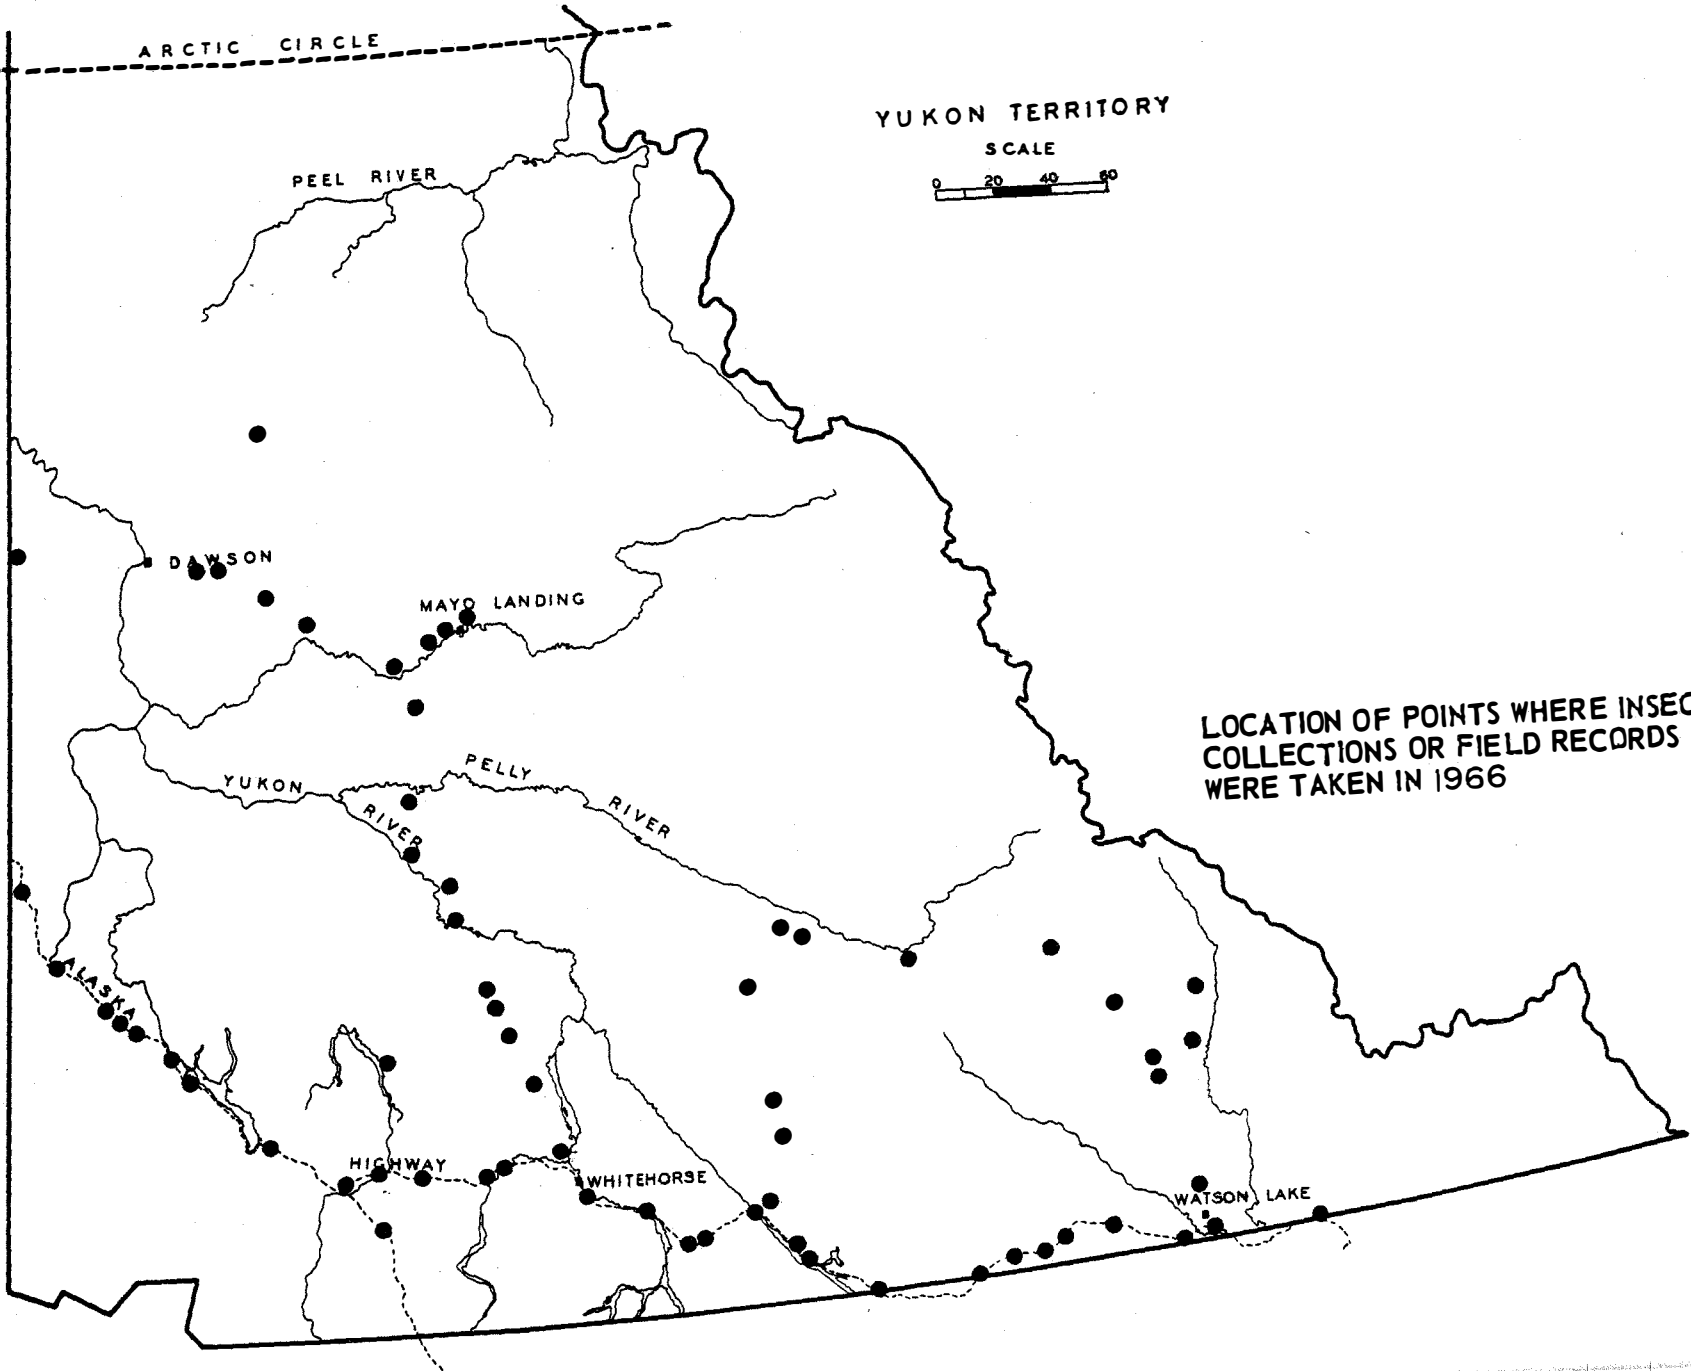 ARCTIC CIRCLE
YUKON TERRITORY
SCALE
0 20 40 60
PEEL RIVER
DAWSON
MAYO LANDING
LOCATION OF POINTS WHERE INSEC
COLLECTIONS OR FIELD RECORDS
WERE TAKEN IN 1966
PELLY
YUKON
RIVER
RIVER
ALASKA
HIGHWAY
WHITEHORSE
WATSON LAKE